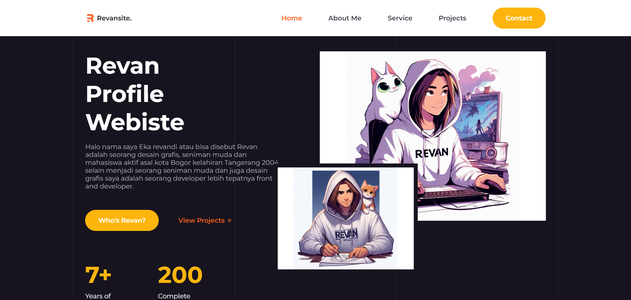 Revansite.
Home
About Me
Service
Projects
Contact
Revan
Profile
Webiste
Halo nama saya Eka revandi atau bisa disebut Revan
adalah seorang desain grafis, seniman muda dan
mahasiswa aktif asal kota Bogor kelahiran Tangerang 2004
selain menjadi seorang seniman muda dan juga desain
grafis saya adalah seorang developer lebih tepatnya front
and developer.
Who's Revan?
View Projects »
7+
200
Years of
Complete
REVAN
REVAN